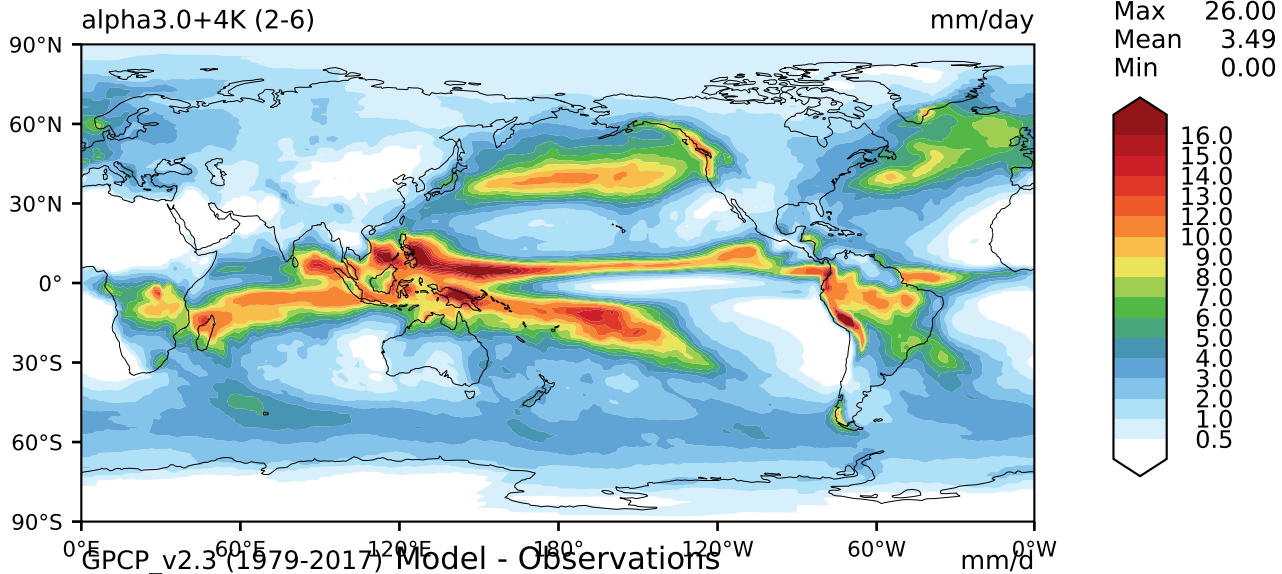 alpha3.0+4K (2-6)
mm/day
Max 26.00
Mean 3.49
Min 0.00
90°N
60°N
30°N
0°
30°S
60°S
90°S
16.0
15.0
14.0
13.0
12.0
10.0
9.0
8.0
7.0
6.0
5.0
4.0
3.0
2.0
1.0
0.5
0°E 60°E 120°E 180° 120°W 60°W 0°W
GPCP_v2.3 (1979-2017) Model - Observations mm/d